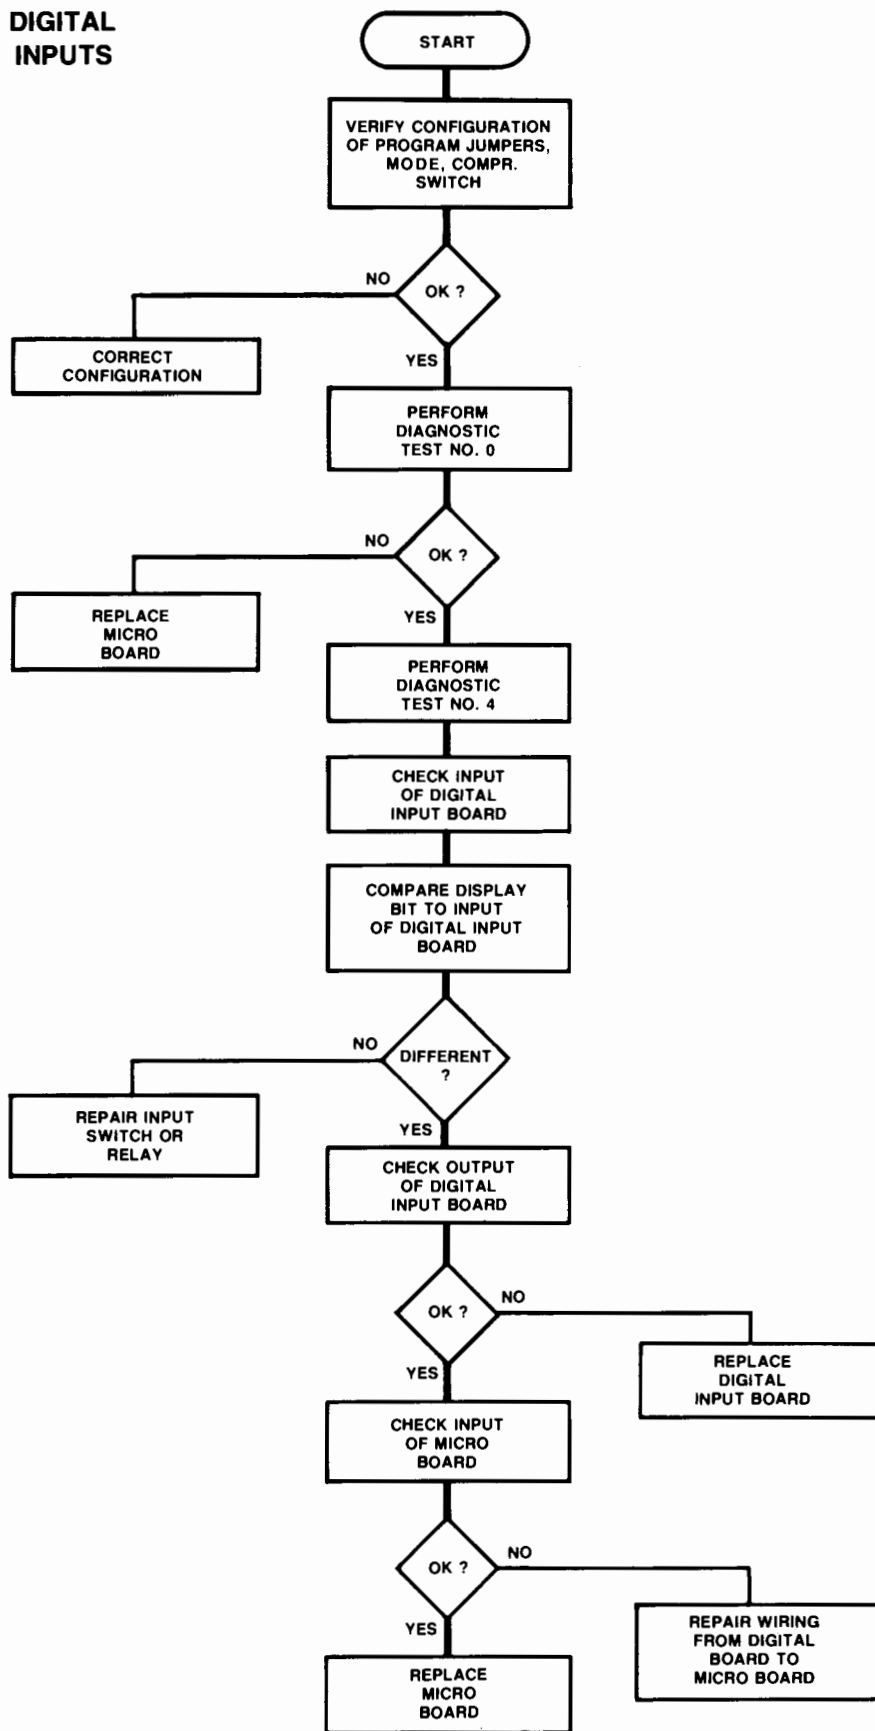 DIGITAL
INPUTS
START
VERIFY CONFIGURATION
OF PROGRAM JUMPERS,
MODE, COMPR.
SWITCH
OK ?
NO
YES
CORRECT
CONFIGURATION
PERFORM
DIAGNOSTIC
TEST NO. 0
OK ?
NO
YES
REPLACE
MICRO
BOARD
PERFORM
DIAGNOSTIC
TEST NO. 4
CHECK INPUT
OF DIGITAL
INPUT BOARD
COMPARE DISPLAY
BIT TO INPUT
OF DIGITAL INPUT
BOARD
DIFFERENT
?
NO
YES
REPAIR INPUT
SWITCH OR
RELAY
CHECK OUTPUT
OF DIGITAL
INPUT BOARD
OK ?
NO
YES
REPLACE
DIGITAL
INPUT BOARD
CHECK INPUT
OF MICRO
BOARD
OK ?
NO
YES
REPAIR WIRING
FROM DIGITAL
BOARD TO
MICRO BOARD
REPLACE
MICRO
BOARD